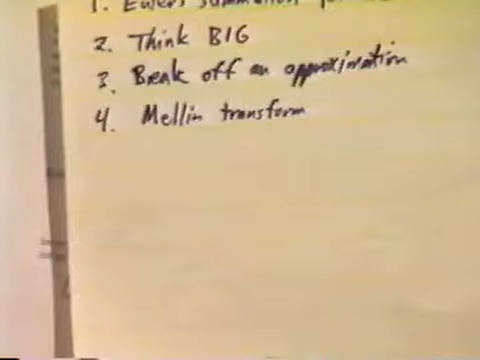 1. Euler's summation
2. Think BIG
3. Break off an approximation
4. Mellin transform